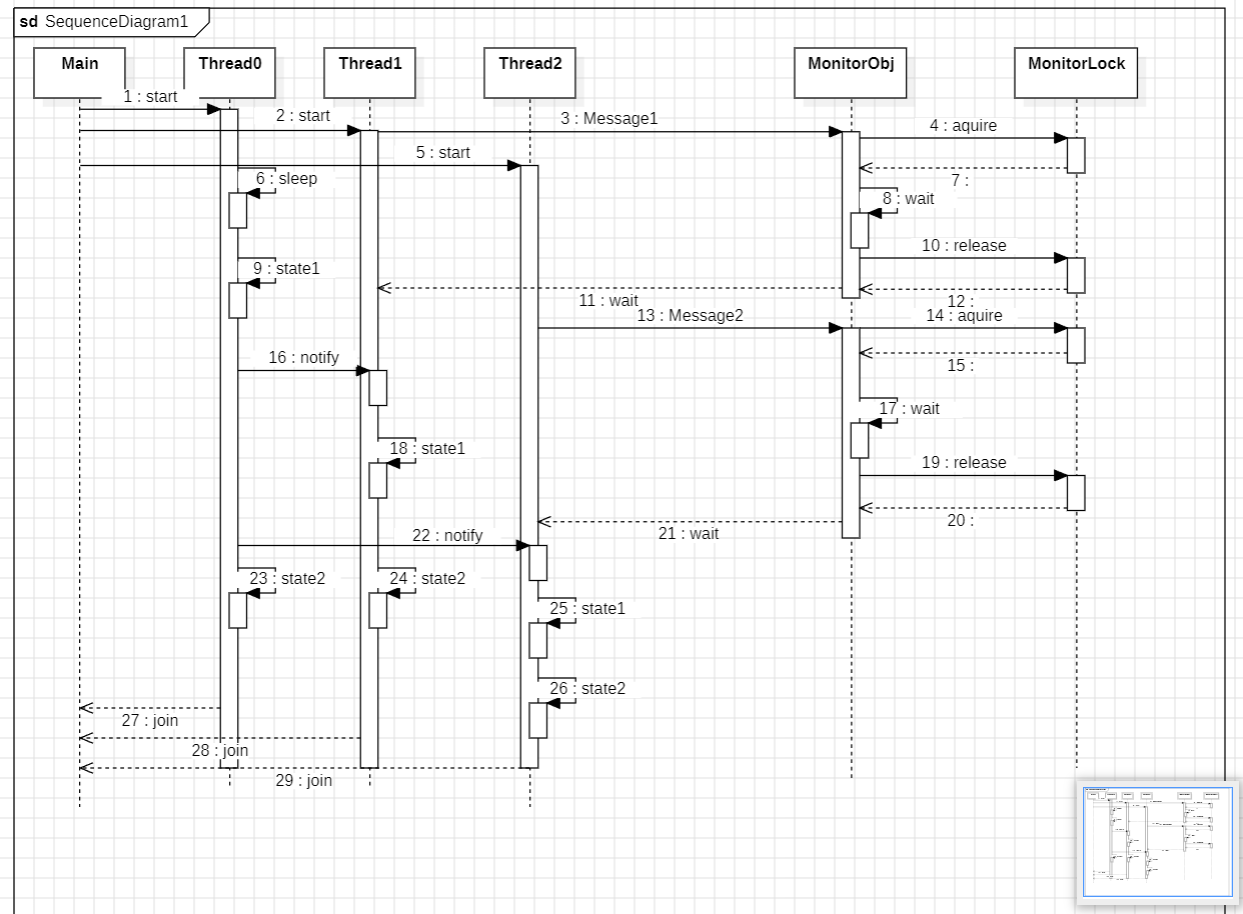 sd SequenceDiagram1
Main
Thread0
Thread1
Thread2
MonitorObj
MonitorLock
1 : start
2 : start
3 : Message1
4 : aquire
5 : start
6 : sleep
7 :
8 : wait
9 : state1
10 : release
11 : wait
12 :
13 : Message2
14 : aquire
15 :
16 : notify
17 : wait
18 : state1
19 : release
20 :
21 : wait
22 : notify
23 : state2
24 : state2
25 : state1
26 : state2
27 : join
28 : join
29 : join